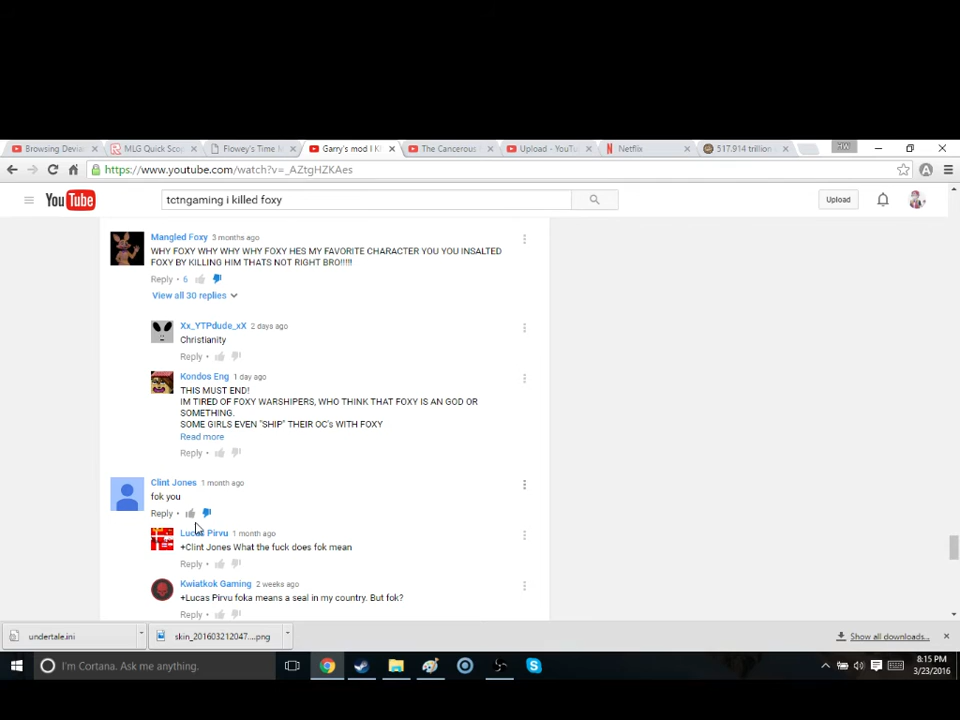 Browsing Devia
MLG Quick Sco
Flowey's Time M
Garry's mod I K
The Cancerous
Upload - YouTu
Netflix
517.914 trillion
HW
https://www.youtube.com/watch?v=_AZtgHZKAes
You Tube
tctngaming i killed foxy
Upload
Mangled Foxy 3 months ago
WHY FOXY WHY WHY WHY FOXY HES MY FAVORITE CHARACTER YOU YOU INSALTED
FOXY BY KILLING HIM THATS NOT RIGHT BRO!!!!!
Reply • 6
View all 30 replies
Xx_YTPdude_xX 2 days ago
Christianity
Reply •
Kondos Eng 1 day ago
THIS MUST END!
IM TIRED OF FOXY WARSHIPERS, WHO THINK THAT FOXY IS AN GOD OR
SOMETHING.
SOME GIRLS EVEN "SHIP" THEIR OC's WITH FOXY
Read more
Reply •
Clint Jones 1 month ago
fok you
Reply •
Lucas Pirvu 1 month ago
+Clint Jones What the fuck does fok mean
Reply •
Kwiatkok Gaming 2 weeks ago
+Lucas Pirvu foka means a seal in my country. But fok?
Reply •
undertale.ini
skin_201603212047....png
Show all downloads...
I'm Cortana. Ask me anything.
8:15 PM
3/23/2016